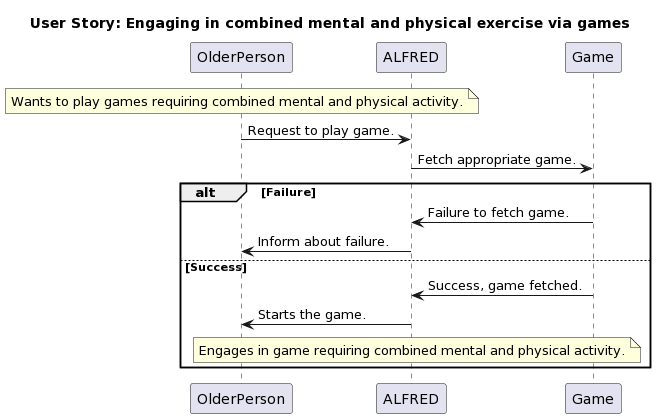 User Story: Engaging in combined mental and physical exercise via games
OlderPerson
ALFRED
Game
Wants to play games requiring combined mental and physical activity.
Request to play game.
Fetch appropriate game.
alt
[Failure]
Failure to fetch game.
Inform about failure.
[Success]
Success, game fetched.
Starts the game.
Engages in game requiring combined mental and physical activity.
OlderPerson
ALFRED
Game